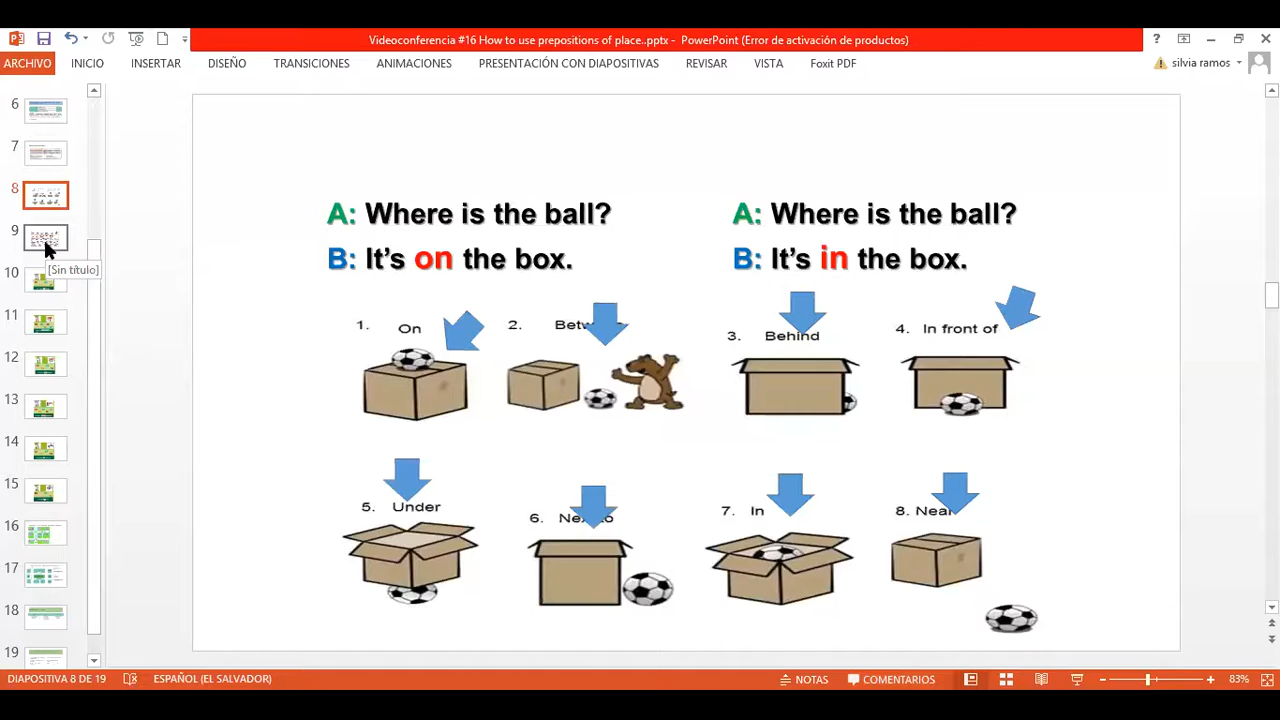 Videoconferencia #16 How to use prepositions of place..pptx - PowerPoint (Error de activación de productos)
?
ARCHIVO INICIO INSERTAR DISEÑO TRANSICIONES ANIMACIONES PRESENTACIÓN CON DIAPOSITIVAS REVISAR VISTA Foxit PDF
silvia ramos
6
7
8
9
[Sin título]
10
11
12
13
14
15
16
17
18
19
A: Where is the ball?
B: It's on the box.
A: Where is the ball?
B: It's in the box.
1. On
2.
3. Behind
4. In front of
5. Under
6.
7. In
8. Near
DIAPOSITIVA 8 DE 19 ESPAÑOL (EL SALVADOR) NOTAS COMENTARIOS 83%